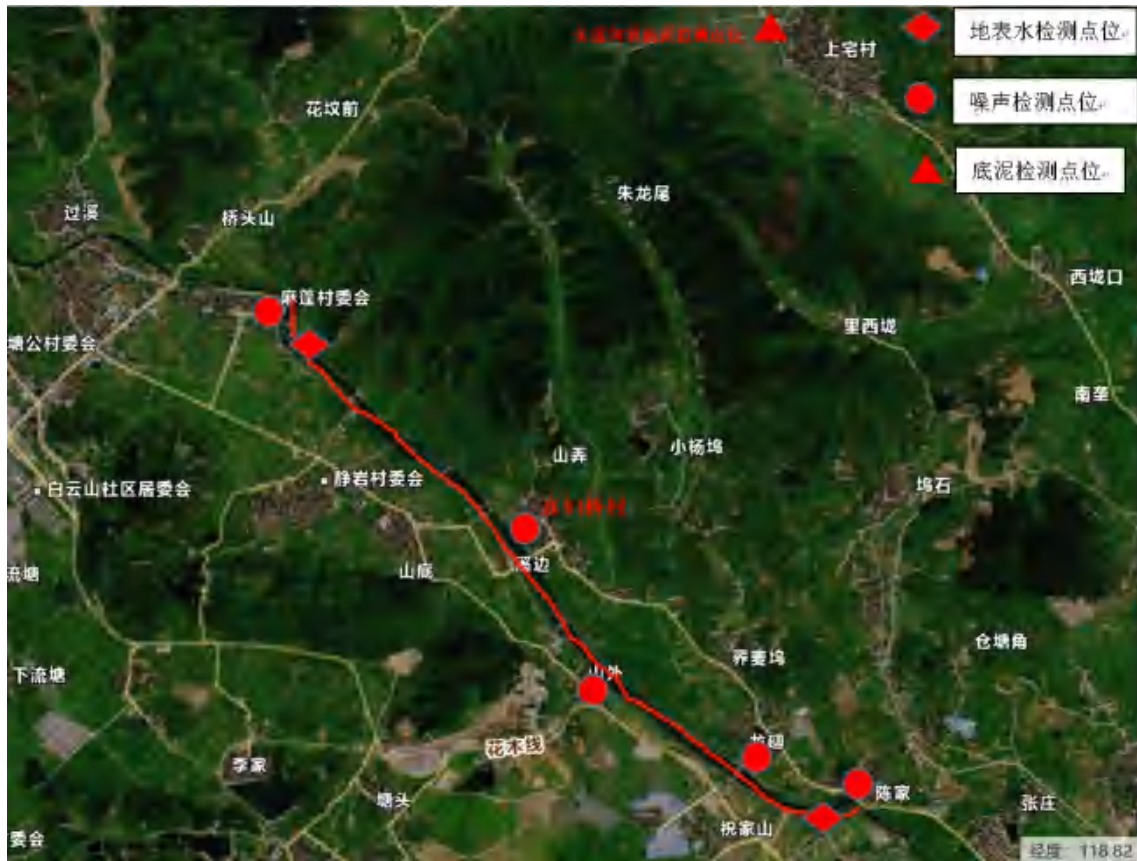 上宅村
地表水检测点位
花坟前
噪声检测点位
底泥检测点位
朱龙尾
过溪
桥头山
西垅口
麻蓬村委会
里西垅
塘公村委会
南垄
山弄
小杨坞
静岩村委会
白云山社区居委会
坞石
流塘
山底
溪边
仓塘角
荞麦坞
下流塘
山外
花木线
李家
陈家
塘头
张庄
祝家山
委会
经度: 118.82